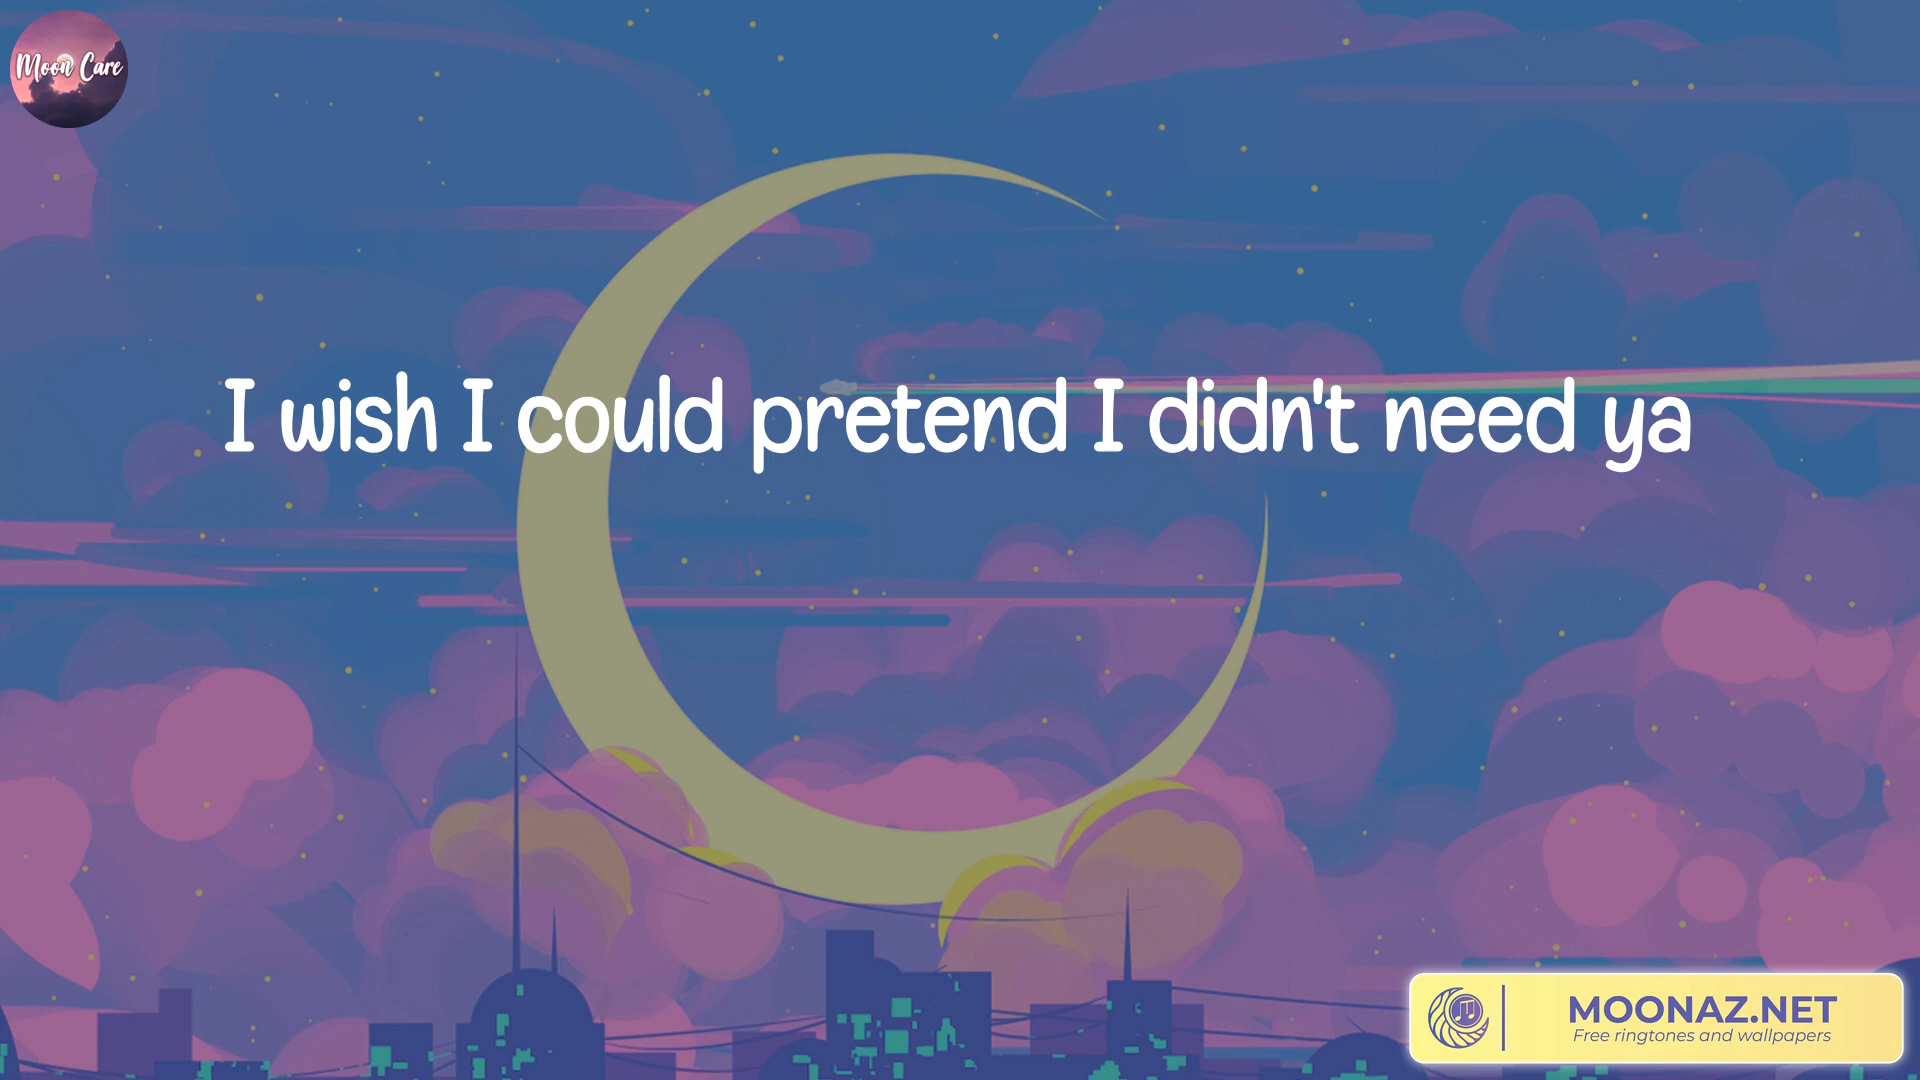 Moon Care
I wish I could pretend I didn't need ya
MOONAZ.NET
Free ringtones and wallpapers